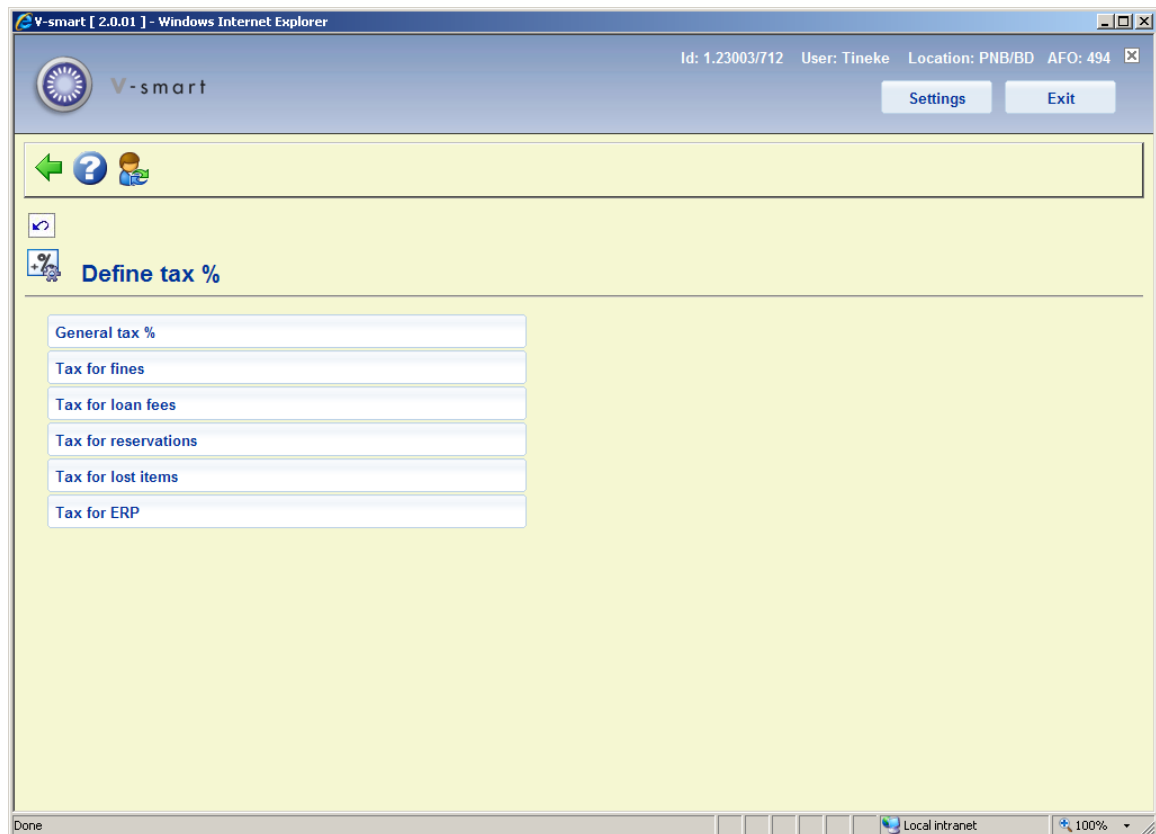 V-smart [ 2.0.01 ] - Windows Internet Explorer
Id: 1.23003/712 User: Tineke Location: PNB/BD AFO: 494
V-smart
Settings Exit
Define tax %
General tax %
Tax for fines
Tax for loan fees
Tax for reservations
Tax for lost items
Tax for ERP
Done Local intranet 100%